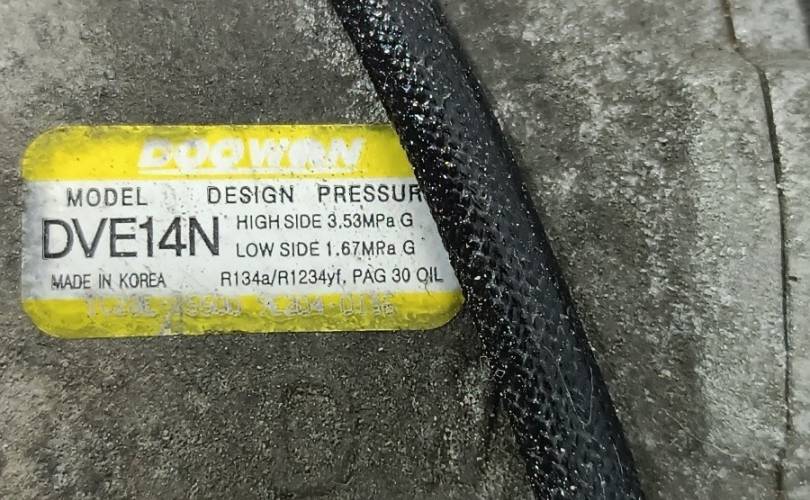 DOOWON
MODEL DESIGN PRESSUR
DVE14N HIGH SIDE 3.53MPa G
LOW SIDE 1.67MPa G
MADE IN KOREA R134a/R1234yf, PAG 30 OIL